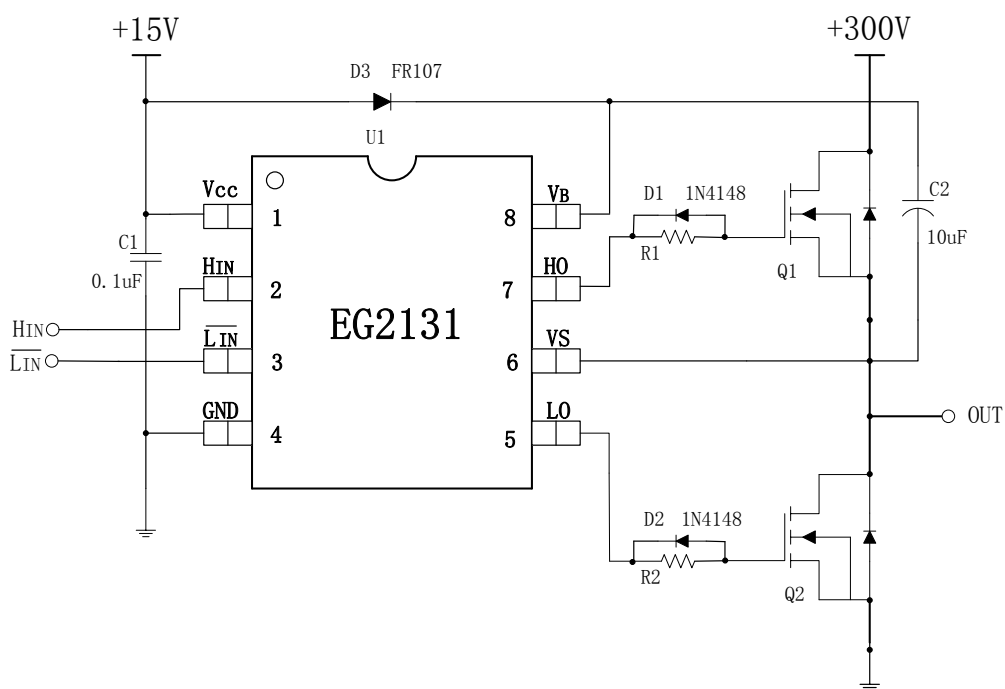 +15V
+300V
D3 FR107
U1
Vcc
1
C1
0.1uF
HIN
2
HIN
LIN
LIN
3
GND
4
EG2131
VB
8
HO
7
VS
6
LO
5
D1 1N4148
R1
Q1
C2
10uF
OUT
D2 1N4148
R2
Q2